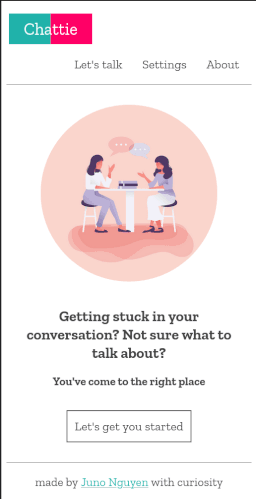 Chattie
Let's talk Settings About
Getting stuck in your
conversation? Not sure what to
talk about?
You've come to the right place
Let's get you started
made by Juno Nguyen with curiosity